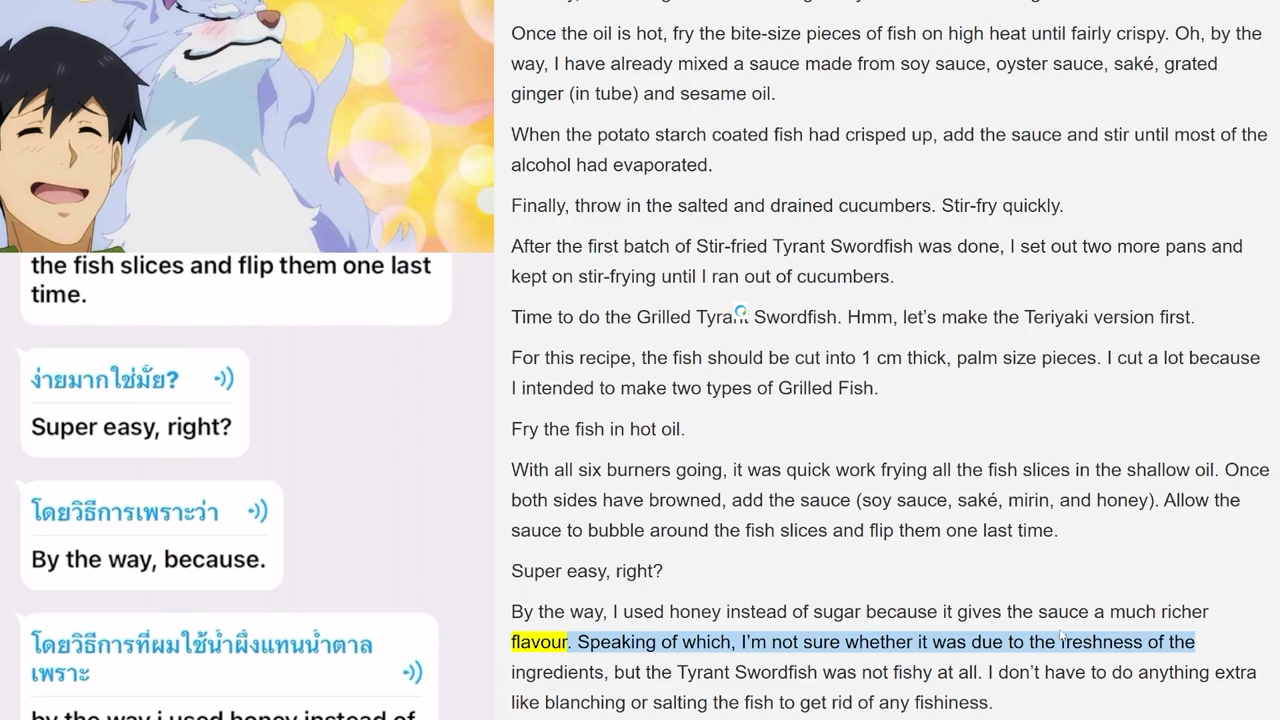 the fish slices and flip them one last
time.
ง่ายมากใช่มั้ย?
Super easy, right?
โดยวิธีการเพราะว่า
By the way, because.
โดยวิธีการที่ผมใช้น้ำผึ้งแทนน้ำตาล
เพราะ
by the way i used honey instead of
Once the oil is hot, fry the bite-size pieces of fish on high heat until fairly crispy. Oh, by the
way, I have already mixed a sauce made from soy sauce, oyster sauce, saké, grated
ginger (in tube) and sesame oil.
When the potato starch coated fish had crisped up, add the sauce and stir until most of the
alcohol had evaporated.
Finally, throw in the salted and drained cucumbers. Stir-fry quickly.
After the first batch of Stir-fried Tyrant Swordfish was done, I set out two more pans and
kept on stir-frying until I ran out of cucumbers.
Time to do the Grilled Tyrant Swordfish. Hmm, let’s make the Teriyaki version first.
For this recipe, the fish should be cut into 1 cm thick, palm size pieces. I cut a lot because
I intended to make two types of Grilled Fish.
Fry the fish in hot oil.
With all six burners going, it was quick work frying all the fish slices in the shallow oil. Once
both sides have browned, add the sauce (soy sauce, saké, mirin, and honey). Allow the
sauce to bubble around the fish slices and flip them one last time.
Super easy, right?
By the way, I used honey instead of sugar because it gives the sauce a much richer
flavour. Speaking of which, I’m not sure whether it was due to the freshness of the
ingredients, but the Tyrant Swordfish was not fishy at all. I don’t have to do anything extra
like blanching or salting the fish to get rid of any fishiness.